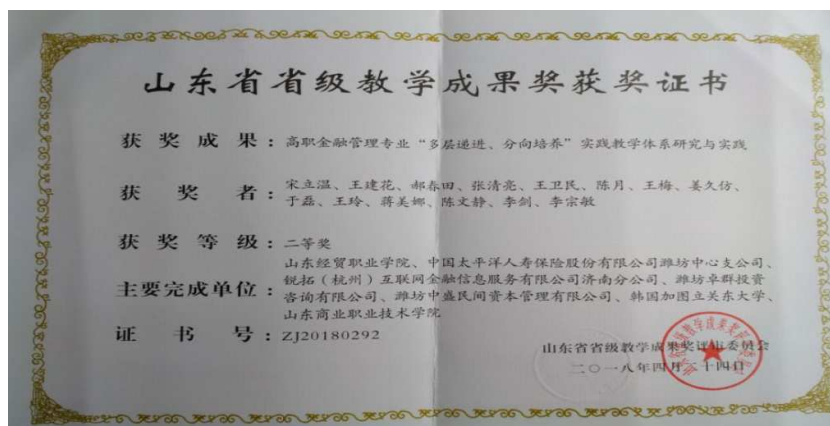 山东省省级教学成果奖获奖证书
获奖成果：高职金融管理专业“多层递进、分向培养”实践教学体系研究与实践
获奖者：宋立温、王建花、郝春田、张清亮、王卫民、陈月、王梅、姜久仿、
于磊、王玲、蒋美娜、陈文静、李剑、李宗敏
获奖等级：二等奖
主要完成单位：山东经贸职业学院、中国太平洋人寿保险股份有限公司潍坊中心支公司、
锐拓（杭州）互联网金融信息服务有限公司济南分公司、潍坊卓群投资
咨询有限公司、潍坊中盛民间资本管理有限公司、韩国加图立关东大学、
山东商业职业技术学院
证书号：ZJ20180292
山东省省级教学成果奖评审委员会
二〇一八年四月二十四日